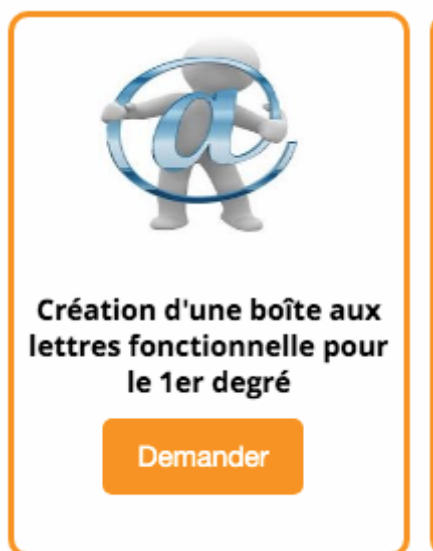 Création d'une boîte aux
lettres fonctionnelle pour
le 1er degré
Demander